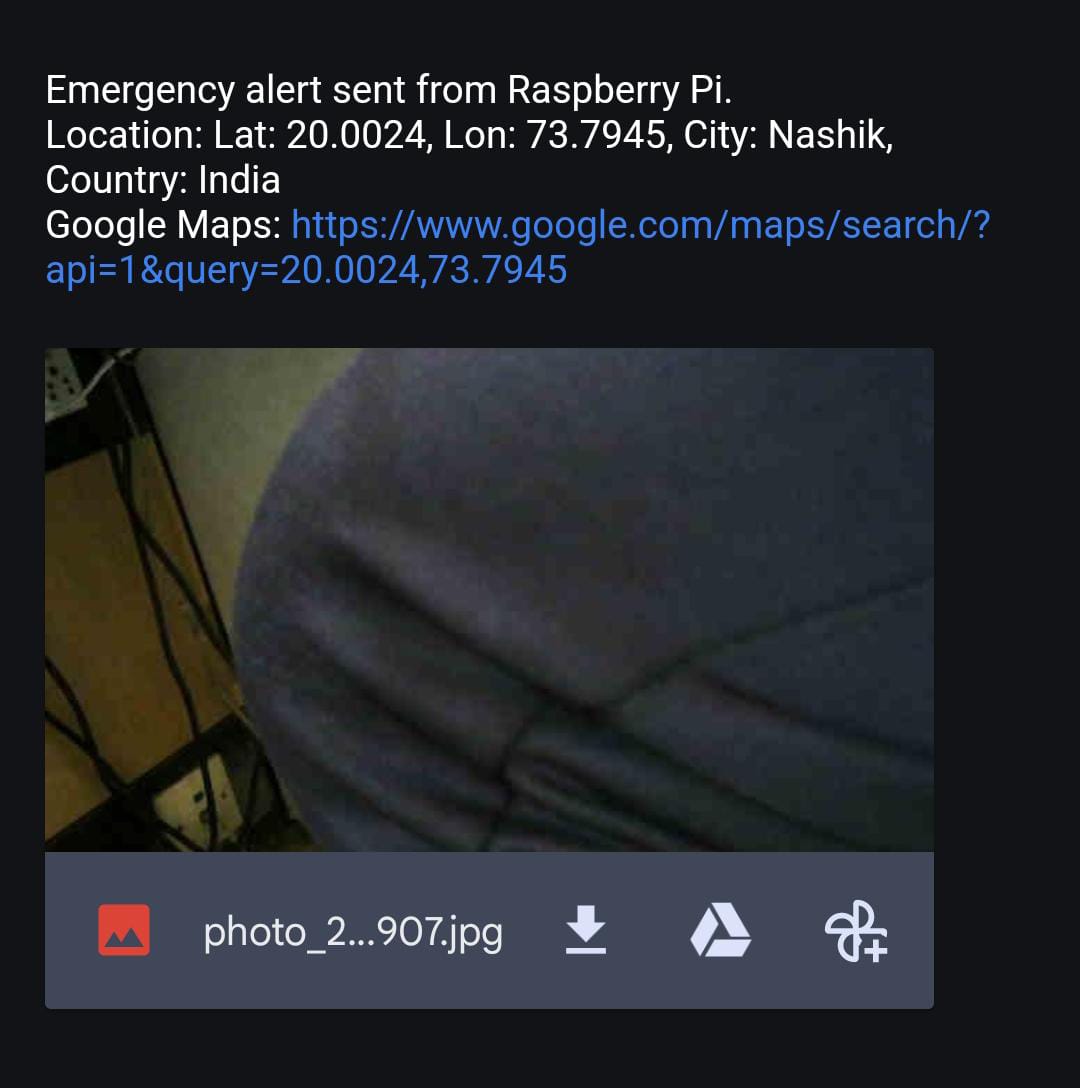 Emergency alert sent from Raspberry Pi.
Location: Lat: 20.0024, Lon: 73.7945, City: Nashik,
Country: India
Google Maps: https://www.google.com/maps/search/?
api=1&query=20.0024,73.7945
photo_2...907.jpg